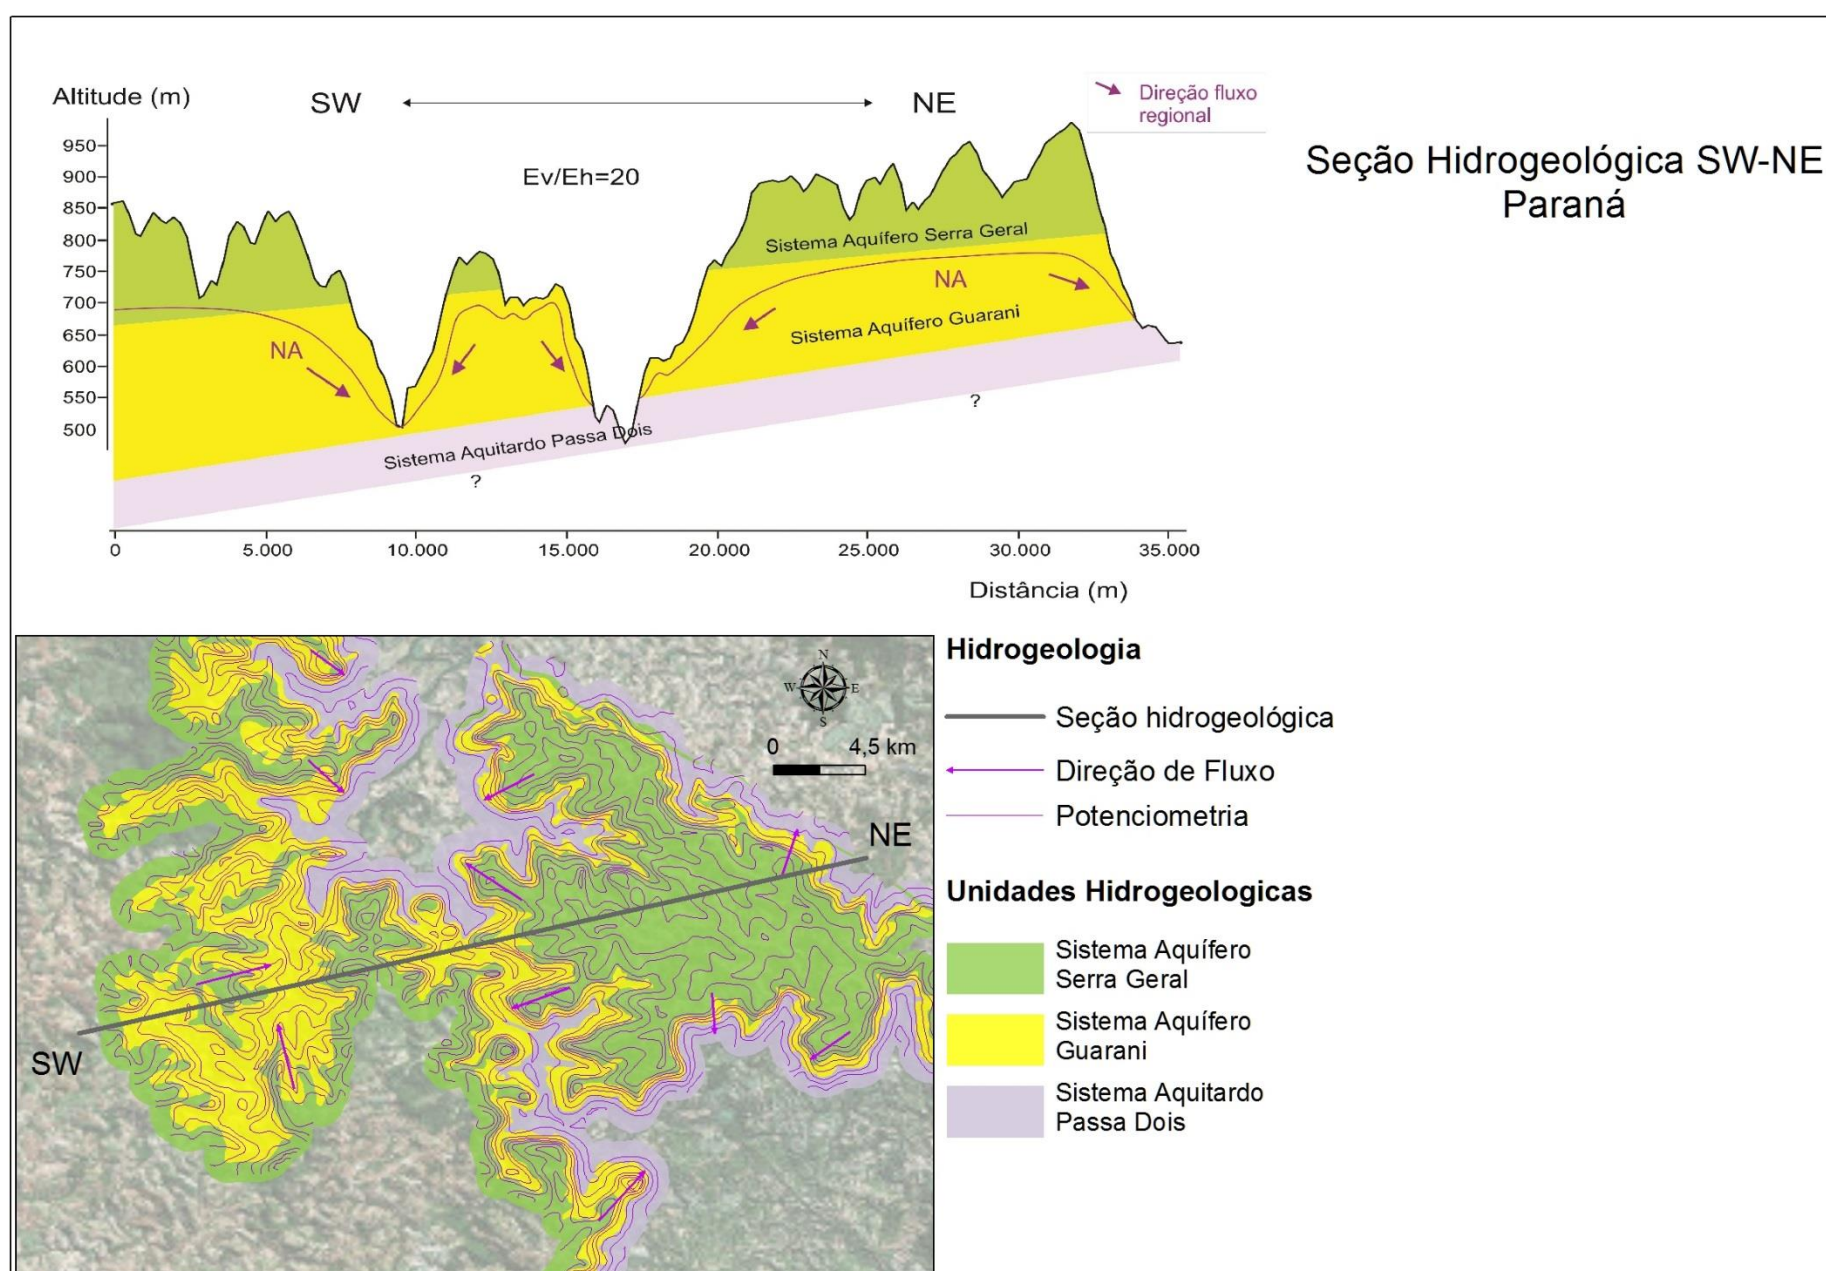 Altitude (m)
SW
NE
Direção fluxo
regional
Seção Hidrogeológica SW-NE
Paraná
Ev/Eh=20
950
900
850
800
750
700
650
600
550
500
Sistema Aquífero Serra Geral
NA
Sistema Aquífero Guarani
NA
Sistema Aquitardo Passa Dois
?
?
0
5.000
10.000
15.000
20.000
25.000
30.000
35.000
Distância (m)
N
W
E
S
0
4,5 km
NE
SW
Hidrogeologia
Seção hidrogeológica
Direção de Fluxo
Potenciometria
Unidades Hidrogeologicas
Sistema Aquífero
Serra Geral
Sistema Aquífero
Guarani
Sistema Aquitardo
Passa Dois